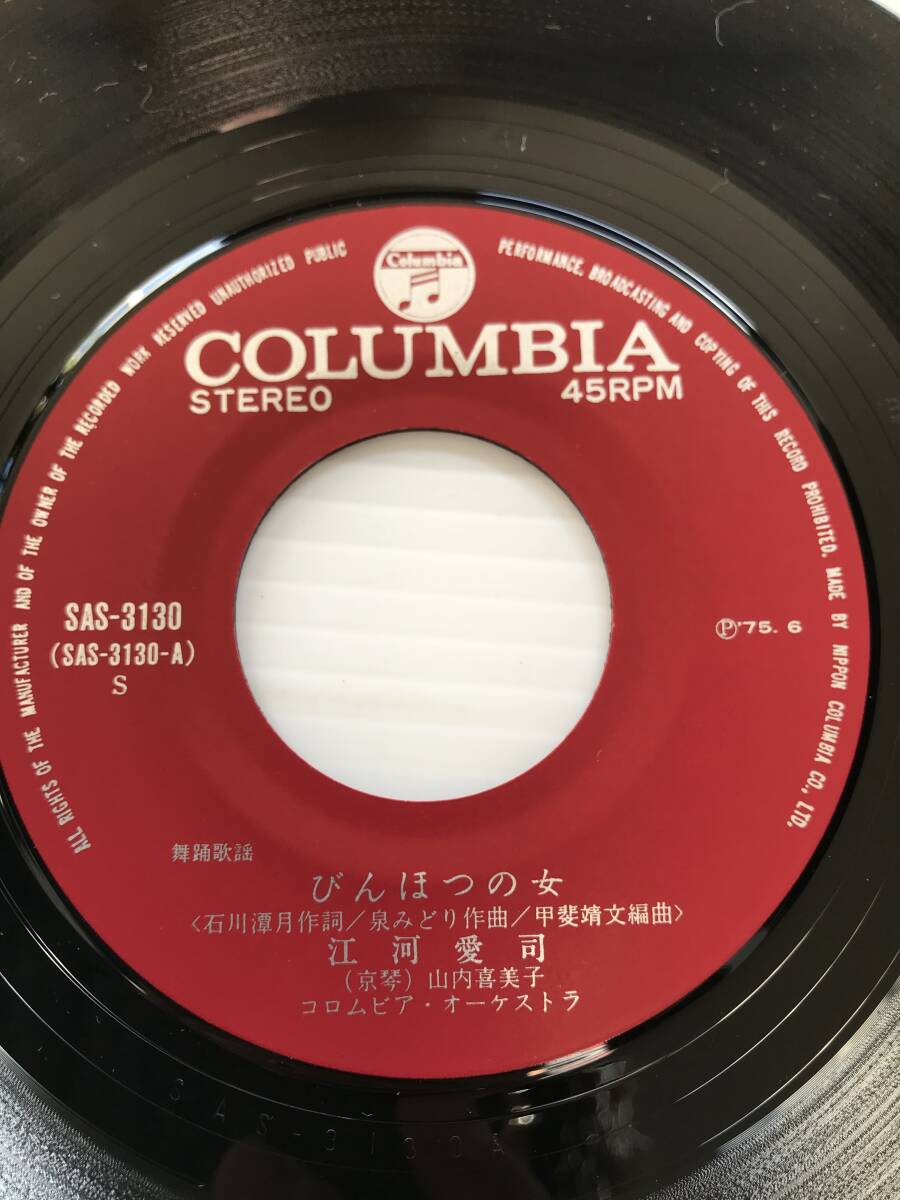 ALL RIGHTS OF THE MANUFACTURER AND OF THE OWNER OF THE RECORDED WORK RESERVED UNAUTHORIZED PUBLIC PERFORMANCE, BROADCASTING AND COPYING OF THIS RECORD PROHIBITED. MADE BY NIPPON COLUMBIA CO., LTD.
Columbia
COLUMBIA
STEREO 45RPM
SAS-3130
(SAS-3130-A)
S
Ⓟ'75. 6
舞踊歌謡
びんほつの女
〈石川潭月作詞／泉みどり作曲／甲斐靖文編曲〉
江河愛司
(京琴) 山内喜美子
コロムビア・オーケストラ
SAS-3130A